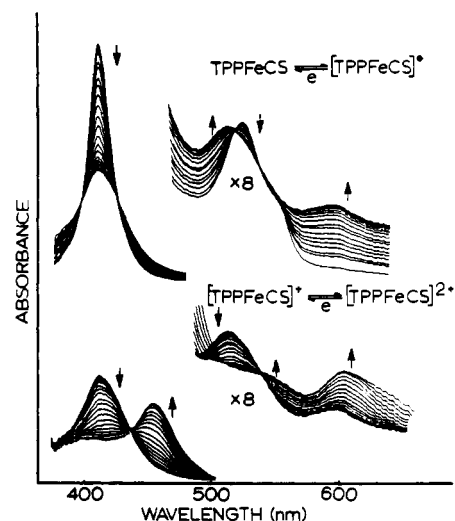 TPPFeCS ⇌ [TPPFeCS]⁺
e
×8
[TPPFeCS]⁺ ⇌ [TPPFeCS]²⁺
e
×8
ABSORBANCE
400 500 600
WAVELENGTH (nm)